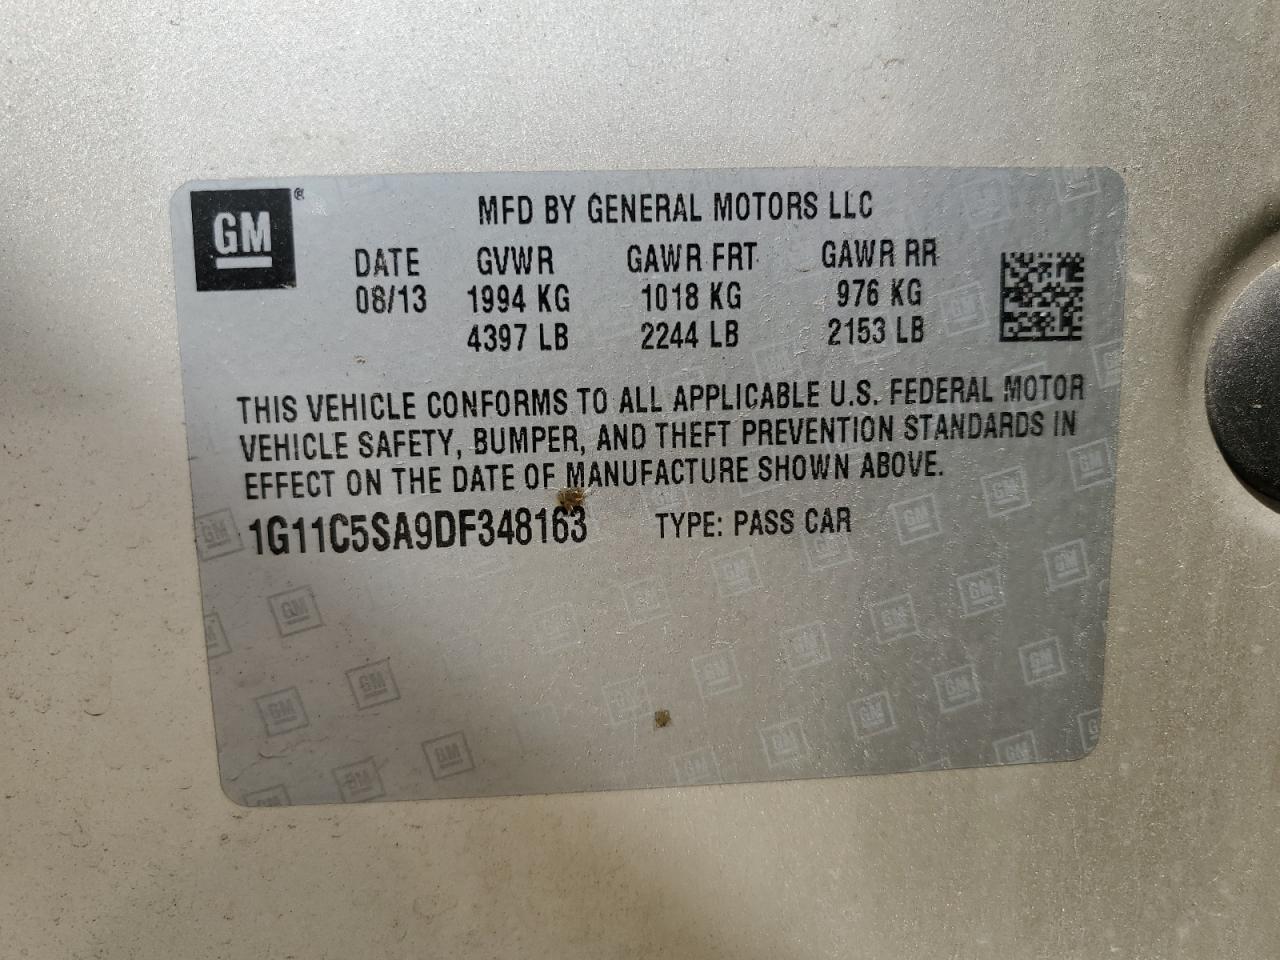 GM ®
MFD BY GENERAL MOTORS LLC
DATE GVWR GAWR FRT GAWR RR
08/13 1994 KG 1018 KG 976 KG
4397 LB 2244 LB 2153 LB
THIS VEHICLE CONFORMS TO ALL APPLICABLE U.S. FEDERAL MOTOR
VEHICLE SAFETY, BUMPER, AND THEFT PREVENTION STANDARDS IN
EFFECT ON THE DATE OF MANUFACTURE SHOWN ABOVE.
1G11C5SA9DF348163 TYPE: PASS CAR